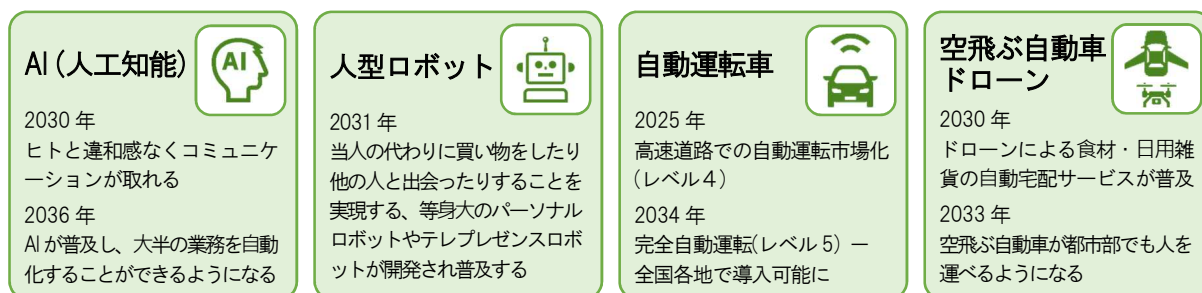 AI(人工知能)
AI
2030 年
ヒトと違和感なくコミュニケ
ーションが取れる
2036 年
AI が普及し、大半の業務を自動
化することができるようになる
人型ロボット
2031 年
当人の代わりに買い物をしたり
他の人と出会ったりすることを
実現する、等身大のパーソナル
ロボットやテレプレゼンスロボ
ットが開発され普及する
自動運転車
2025 年
高速道路での自動運転市場化
(レベル４)
2034 年
完全自動運転(レベル 5) ー
全国各地で導入可能に
空飛ぶ自動車
ドローン
2030 年
ドローンによる食材・日用雑
貨の自動宅配サービスが普及
2033 年
空飛ぶ自動車が都市部でも人を
運べるようになる